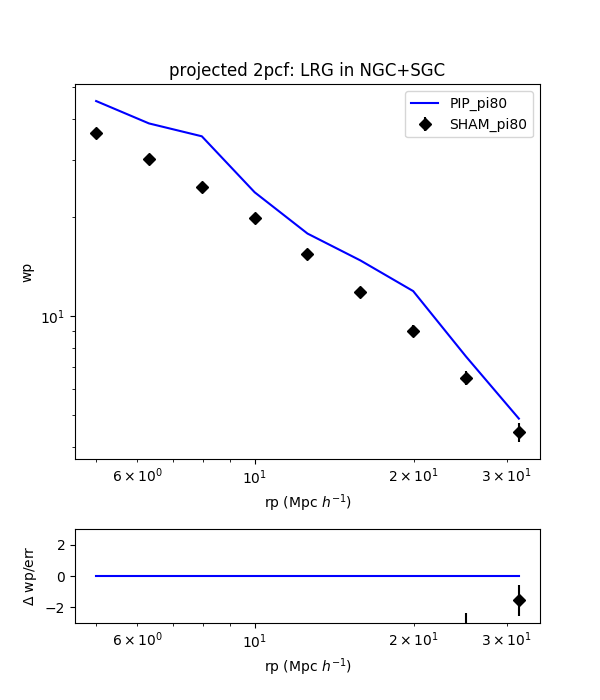 projected 2pcf: LRG in NGC+SGC
PIP_pi80
SHAM_pi80
wp
10¹
6 × 10⁰ 10¹ 2 × 10¹ 3 × 10¹
rp (Mpc h⁻¹)
Δ wp/err
2
0
−2
6 × 10⁰ 10¹ 2 × 10¹ 3 × 10¹
rp (Mpc h⁻¹)